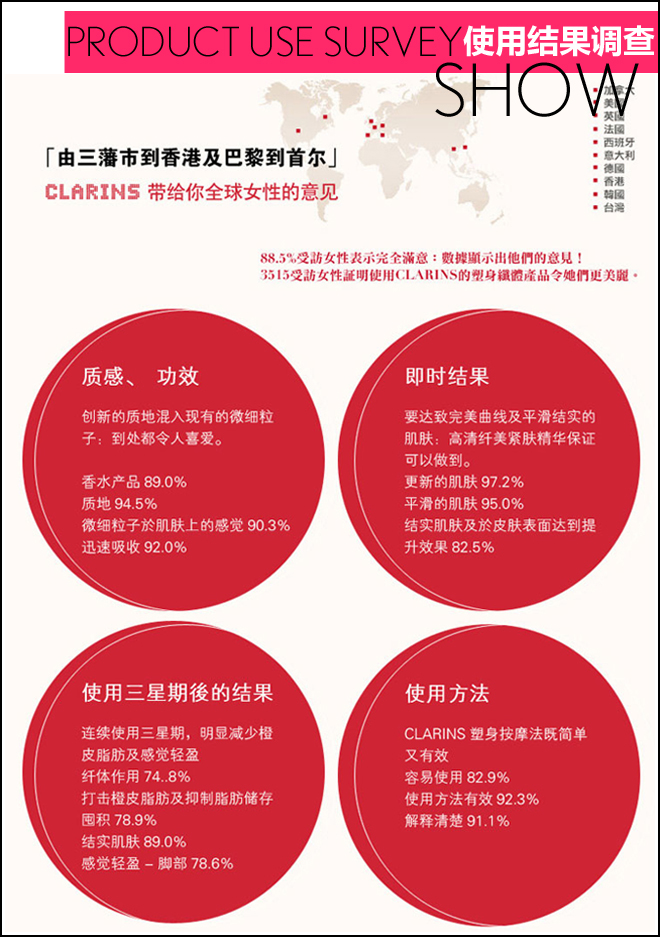 PRODUCT USE SURVEY使用结果调查
SHOW
加拿大
美國
英國
法國
西班牙
意大利
德國
香港
韓國
台灣
「由三藩市到香港及巴黎到首尔」
CLARINS 带给你全球女性的意见
88.5%受訪女性表示完全滿意：數據顯示出他們的意見！
3515受訪女性証明使用CLARINS的塑身纖體產品令她們更美麗。
质感、 功效
创新的质地混入现有的微细粒
子：到处都令人喜爱。
香水产品 89.0%
质地 94.5%
微细粒子於肌肤上的感觉 90.3%
迅速吸收 92.0%
即时结果
要达致完美曲线及平滑结实的
肌肤：高清纤美紧肤精华保证
可以做到。
更新的肌肤 97.2%
平滑的肌肤 95.0%
结实肌肤及於皮肤表面达到提
升效果 82.5%
使用三星期後的结果
连续使用三星期，明显减少橙
皮脂肪及感觉轻盈
纤体作用 74..8%
打击橙皮脂肪及抑制脂肪储存
囤积 78.9%
结实肌肤 89.0%
感觉轻盈 – 脚部 78.6%
使用方法
CLARINS 塑身按摩法既简单
又有效
容易使用 82.9%
使用方法有效 92.3%
解释清楚 91.1%